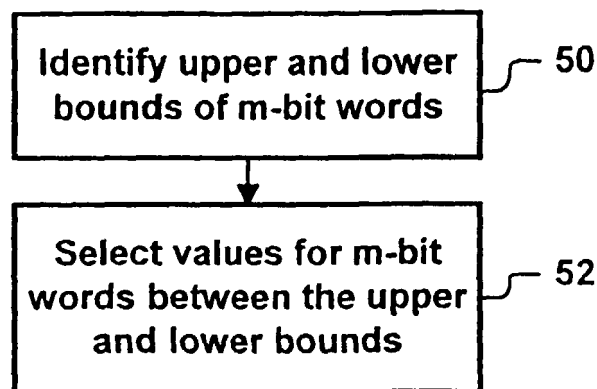 Identify upper and lower
bounds of m-bit words
50
Select values for m-bit
words between the upper
and lower bounds
52